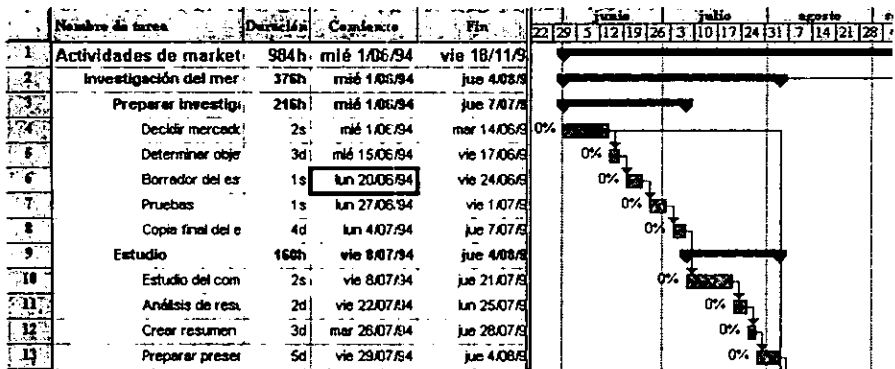 junio julio agosto
Nombre de tarea Duración Comienzo Fin 22 29 5 12 19 26 3 10 17 24 31 7 14 21 28
1 Actividades de market 984h mié 1/06/94 vie 18/11/9
2 Investigación del mer 376h mié 1/06/94 jue 4/08/9
3 Preparar investiga 216h mié 1/06/94 jue 7/07/9
4 Decidir mercado 2s mié 1/06/94 mar 14/06/9 0%
5 Determinar obje 3d mié 15/06/94 vie 17/06/9 0%
6 Borrador del es 1s lun 20/06/94 vie 24/06/9 0%
7 Pruebas 1s lun 27/06/94 vie 1/07/9 0%
8 Copia final del e 4d lun 4/07/94 jue 7/07/9 0%
9 Estudio 160h vie 8/07/94 jue 4/08/9
10 Estudio del com 2s vie 8/07/94 jue 21/07/9 0%
11 Análisis de resu 2d vie 22/07/94 lun 25/07/9 0%
12 Crear resumen 3d mar 26/07/94 jue 28/07/9 0%
13 Preparar preser 5d vie 29/07/94 jue 4/08/9 0%